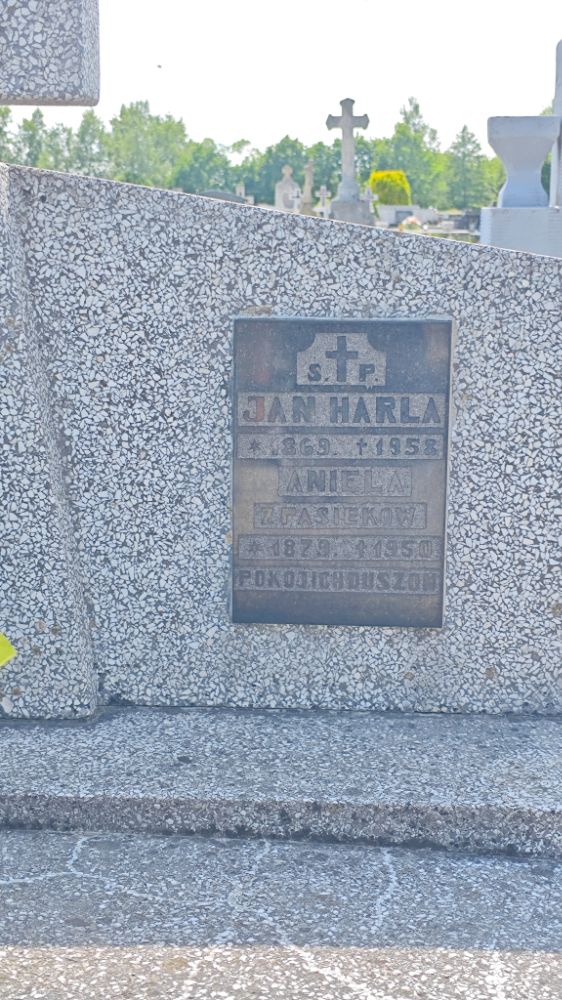 S. P.
JAN HARLA
* 1869. † 1958
ANIELA
Z PASIEKÓW
* 1879. † 1950
POKÓJ ICH DUSZOM